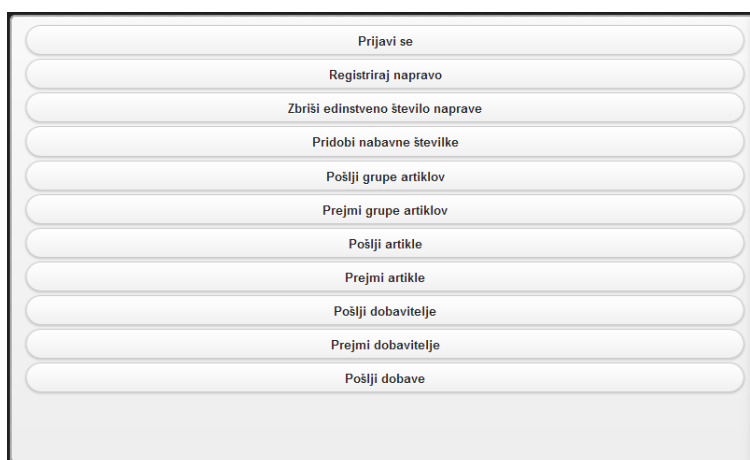 Prijavi se
Registriraj napravo
Zbriši edinstveno število naprave
Pridobi nabavne številke
Pošlji grupe artiklov
Prejmi grupe artiklov
Pošlji artikle
Prejmi artikle
Pošlji dobavitelje
Prejmi dobavitelje
Pošlji dobave